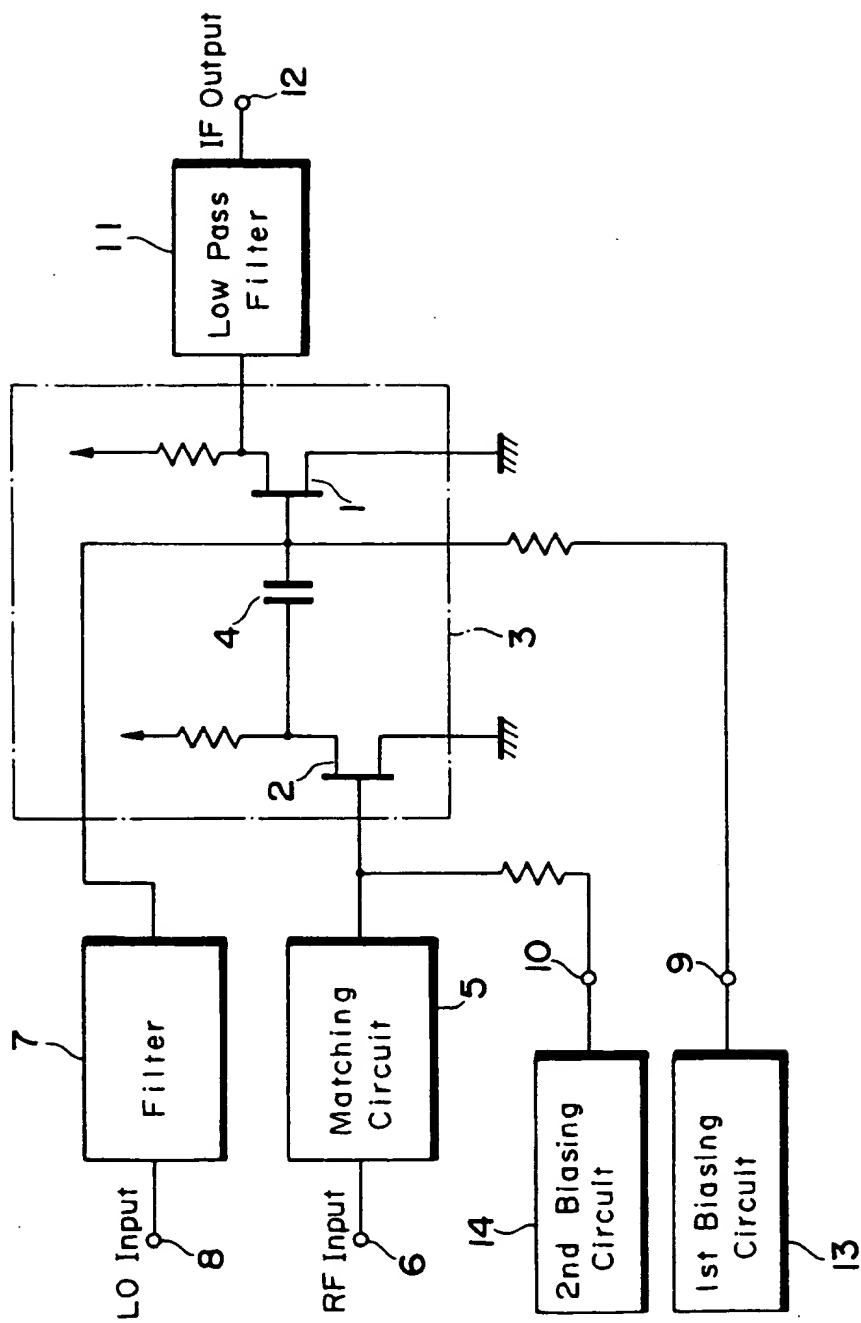 LO Input
8
7
Filter
RF Input
6
Matching
Circuit
5
14
2nd Biasing
Circuit
10
13
1st Biasing
Circuit
9
2
4
3
1
11
Low Pass
Filter
IF Output
12